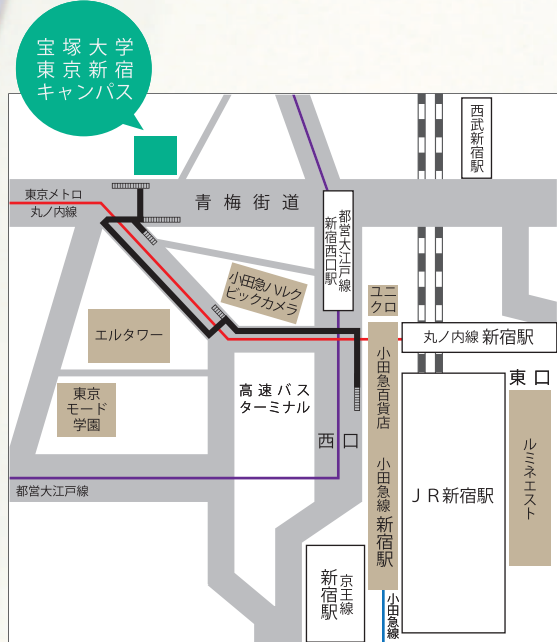 宝塚大学
東京新宿
キャンパス
西武新宿駅
東京メトロ
丸ノ内線
青梅街道
都営大江戸線
新宿西口駅
小田急ハルク
ビックカメラ
ユニ
クロ
エルタワー
丸ノ内線 新宿駅
小田急百貨店
東口
東京
モード
学園
高速バス
ターミナル
西口
ルミネエスト
小田急線 新宿駅
JR新宿駅
都営大江戸線
京王線
新宿駅
小田急線